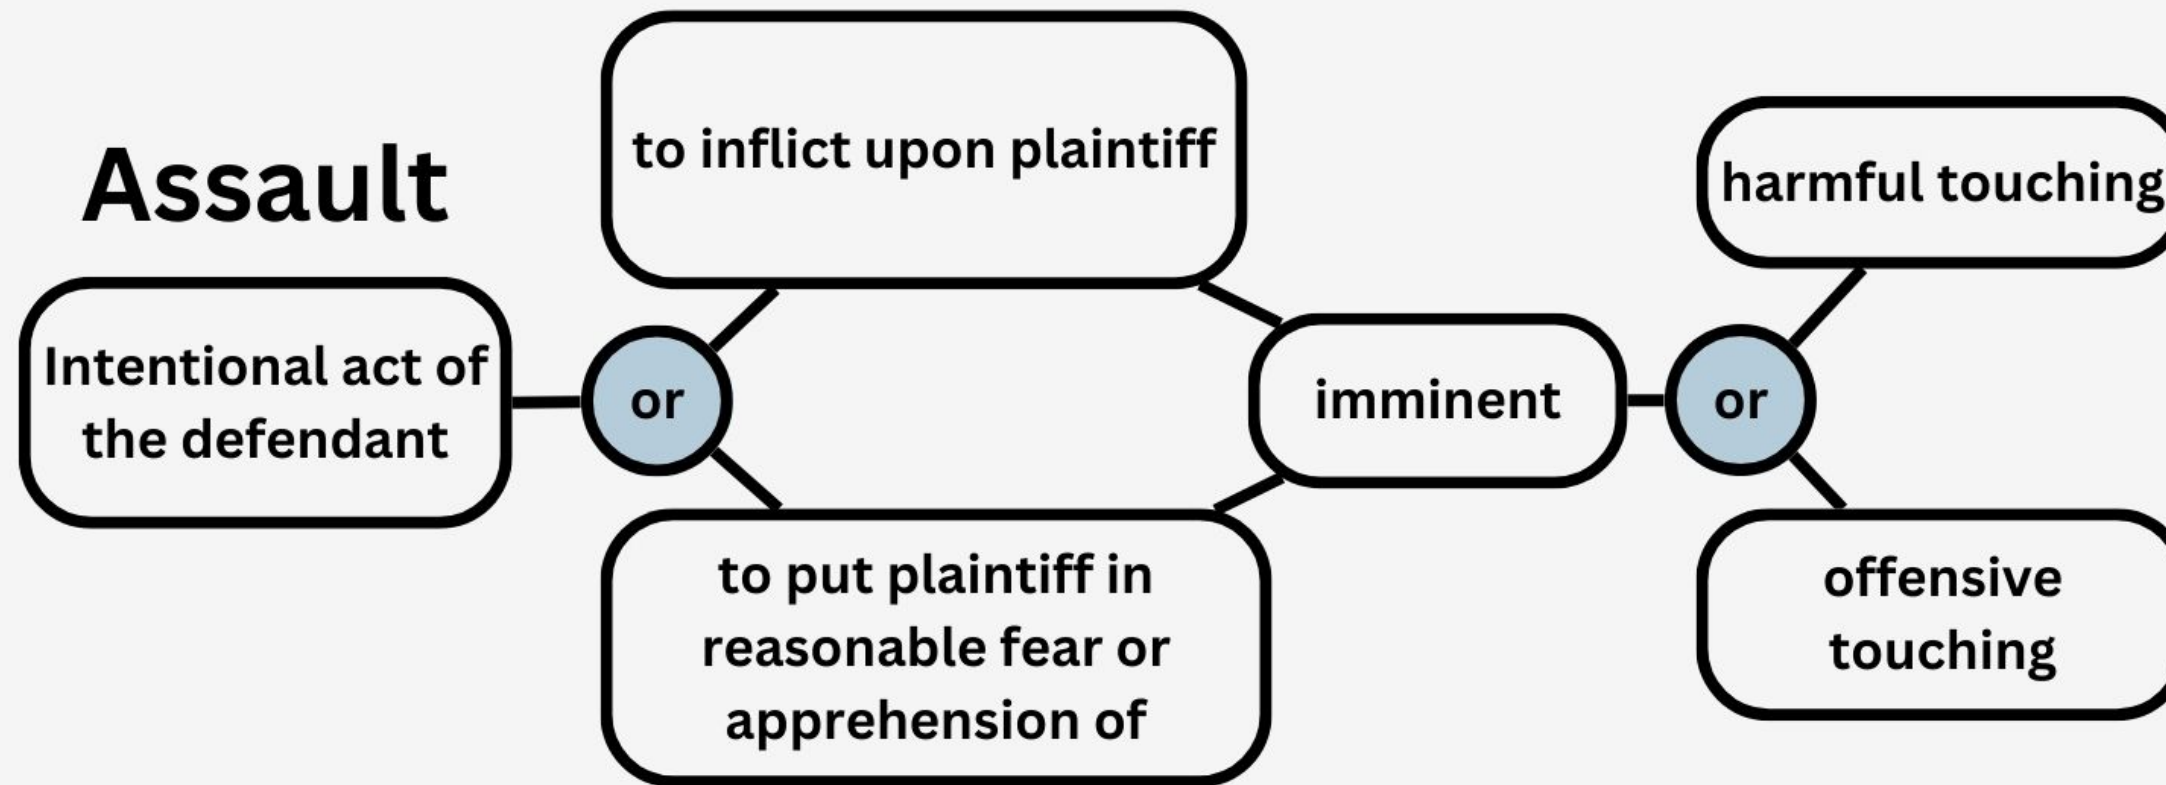 Assault
Intentional act of
the defendant
or
to inflict upon plaintiff
to put plaintiff in
reasonable fear or
apprehension of
imminent
or
harmful touching
offensive
touching